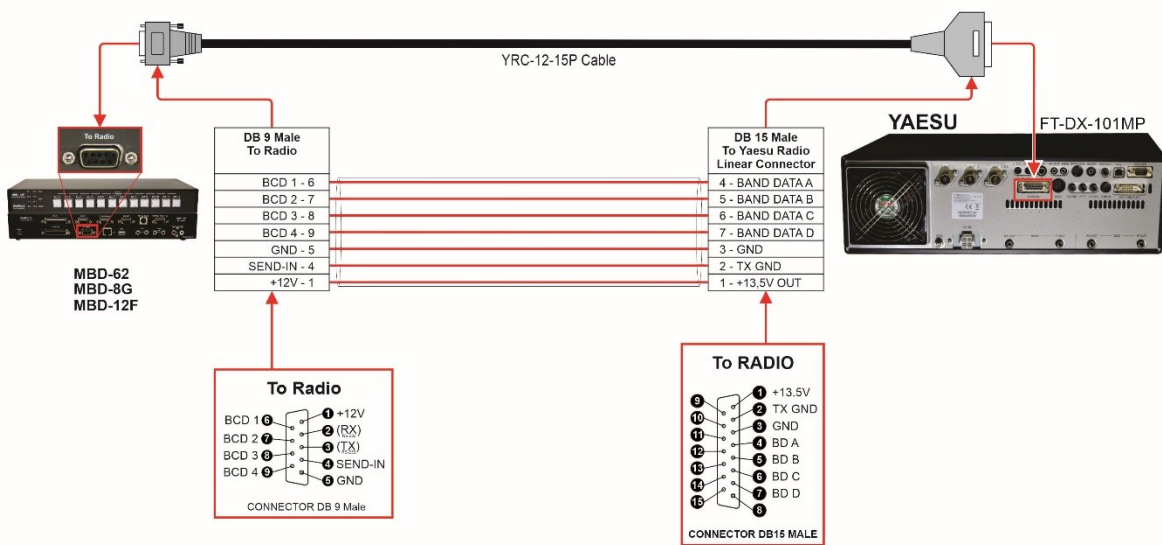 YRC-12-15P Cable
To Radio
MBD-62
MBD-8G
MBD-12F
DB 9 Male
To Radio
BCD 1 - 6
BCD 2 - 7
BCD 3 - 8
BCD 4 - 9
GND - 5
SEND-IN - 4
+12V - 1
DB 15 Male
To Yaesu Radio
Linear Connector
4 - BAND DATA A
5 - BAND DATA B
6 - BAND DATA C
7 - BAND DATA D
3 - GND
2 - TX GND
1 - +13,5V OUT
YAESU
FT-DX-101MP
To Radio
BCD 1 6
BCD 2 7
BCD 3 8
BCD 4 9
1 +12V
2 (RX)
3 (TX)
4 SEND-IN
5 GND
CONNECTOR DB 9 Male
To RADIO
9
10
11
12
13
14
15
1 +13.5V
2 TX GND
3 GND
4 BD A
5 BD B
6 BD C
7 BD D
8
CONNECTOR DB15 MALE